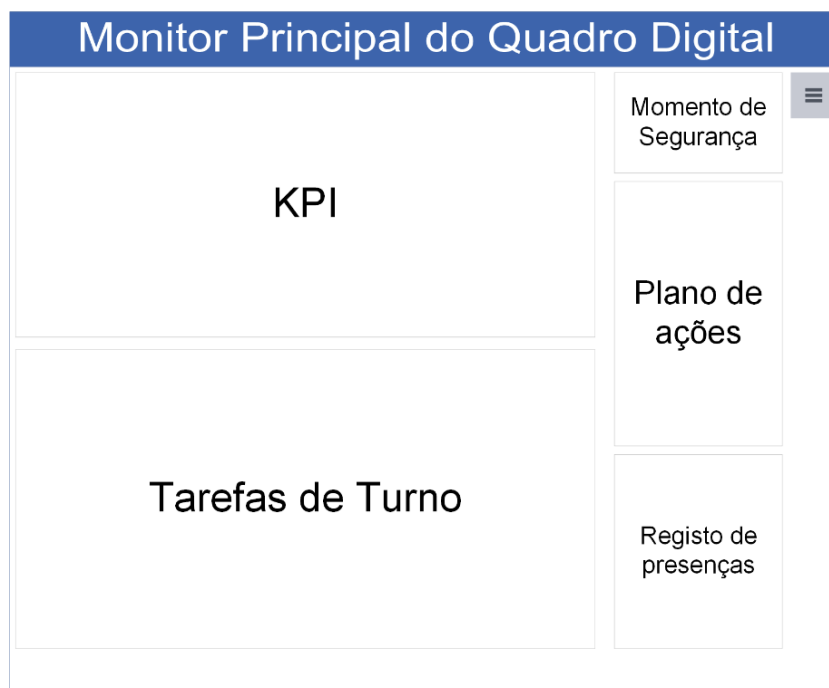 Monitor Principal do Quadro Digital
KPI
Tarefas de Turno
Momento de
Segurança
Plano de
ações
Registo de
presenças